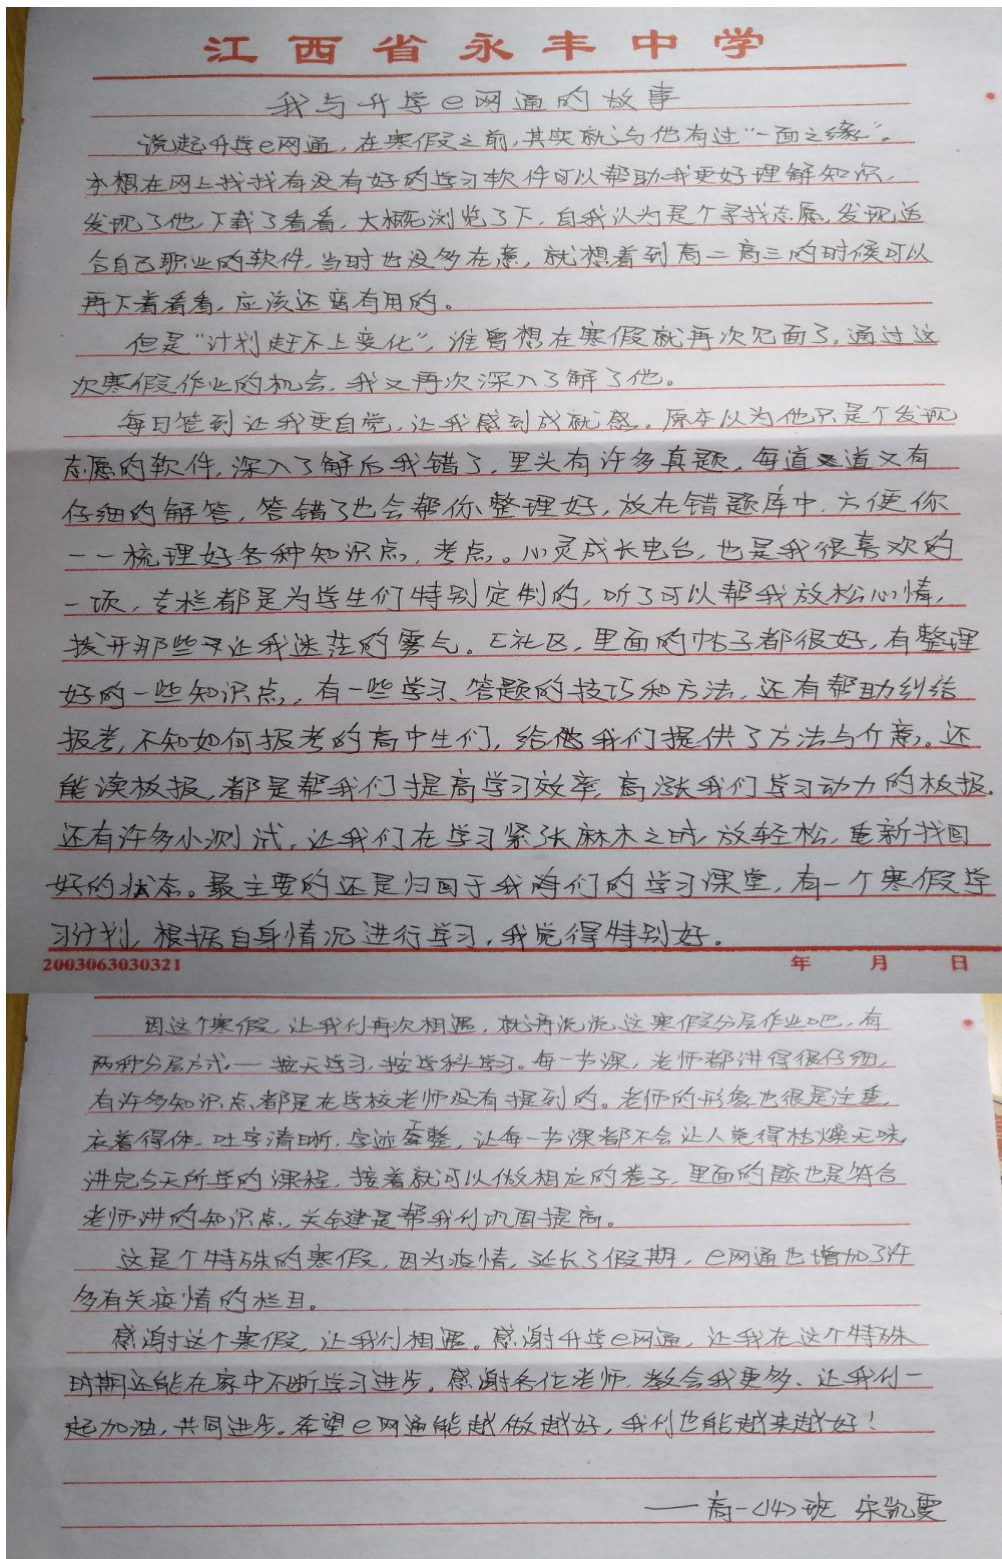 江西省永丰中学
我与升学e网通的故事
说起升学e网通，在寒假之前，其实就与他有过“一面之缘”。
本想在网上找找有没有好的学习软件可以帮助我更好理解知识，
发现了他，下载了看看，大概浏览了下，自我认为是个寻找志愿，发现适
合自己职业的软件，当时也没多在意，就想着到高二高三的时候可以
再下着看看，应该还蛮有用的。
但是“计划赶不上变化”，谁曾想在寒假就再次见面了，通过这
次寒假作业的机会，我又再次深入了解了他。
每日签到让我更自觉，让我感到成就感。原本以为他只是个发现
志愿的软件，深入了解后我错了，里头有许多真题，每道道又有
仔细的解答，答错了也会帮你整理好，放在错题库中，方便你
一一梳理好各种知识点，考点。心灵成长电台，也是我很喜欢的
一项，专栏都是为学生们特别定制的，听了可以帮我放松心情，
拨开那些让我迷茫的雾气。E社区，里面的帖子都很好，有整理
好的一些知识点，有一些学习、答题的技巧和方法，还有帮助纠结
报考，不知如何报考的高中生们，给我们提供了方法与介意。还
能读板报，都是帮我们提高学习效率，高涨我们学习动力的板报。
还有许多小测试，让我们在学习紧张麻木之时，放轻松，重新找回
好的状态。最主要的还是归回于我们的学习课堂，有一个寒假学
习计划，根据自身情况进行学习，我觉得特别好。
2003063030321
年 月 日
因这个寒假，让我们再次相遇，就再说说这寒假分层作业吧，有
两种分层方式——按天学习，按学科学习。每一节课，老师都讲得很仔细，
有许多知识点都是在学校老师没有提到的。老师的形象也很是注重，
衣着得体，吐字清晰，字迹工整，让每一节课都不会让人觉得枯燥无味，
讲完今天所学的课程，接着就可以做相应的卷子，里面的题也是符合
老师讲的知识点，关键是帮我们巩固提高。
这是个特殊的寒假，因为疫情，延长了假期，e网通也增加了许
多有关疫情的栏目。
感谢这个寒假，让我们相遇。感谢升学e网通，让我在这个特殊
时期还能在家中不断学习进步。感谢各位老师，教会我更多、让我们一
起加油，共同进步。希望e网通能越做越好，我们也能越来越好！
——高一〈14〉班 宋凯雯